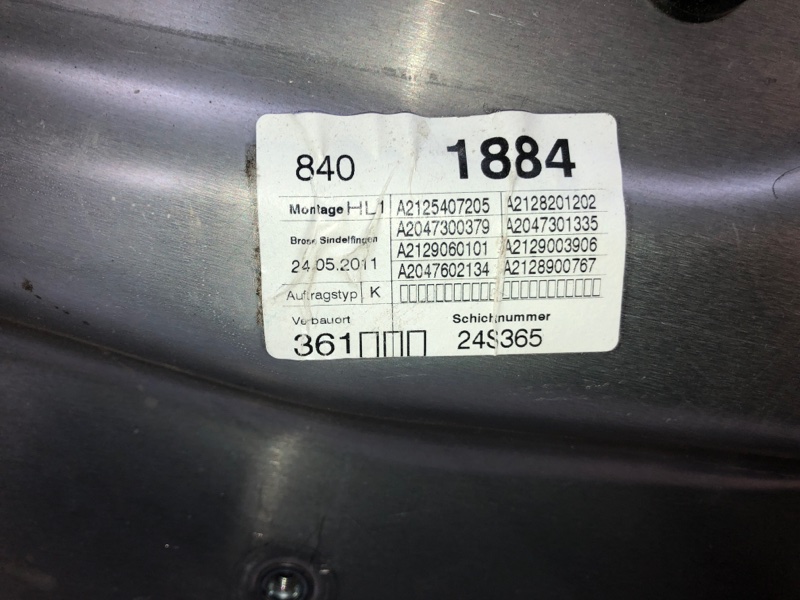 840 1884
Montage HL1 A2125407205 A2128201202
A2047300379 A2047301335
Brose Sindelfingen A2129060101 A2129003906
24.05.2011 A2047602134 A2128900767
Auftragstyp K
Verbauort Schichtnummer
361 24S365